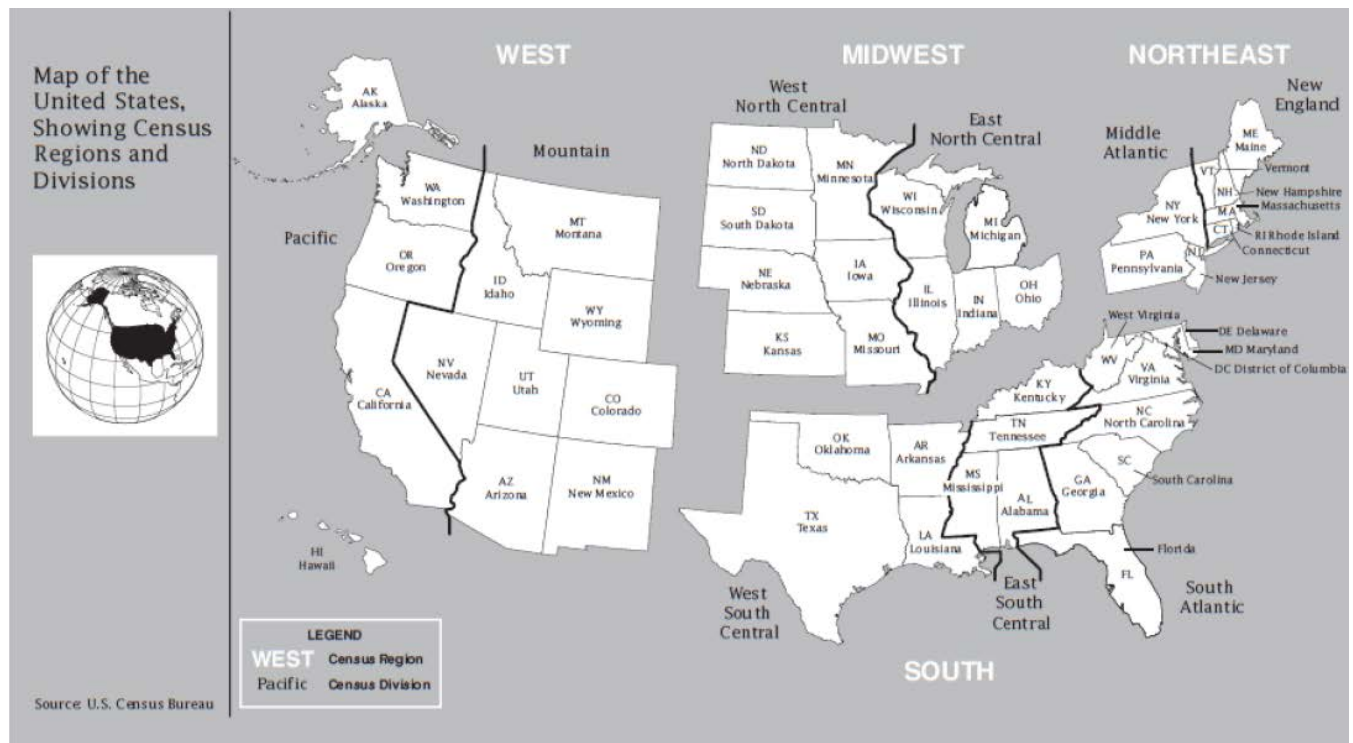 Map of the
United States,
Showing Census
Regions and
Divisions
Source: U.S. Census Bureau
WEST
AK
Alaska
Mountain
Pacific
WA
Washington
MT
Montana
OR
Oregon
ID
Idaho
WY
Wyoming
NV
Nevada
UT
Utah
CO
Colorado
CA
California
AZ
Arizona
NM
New Mexico
HI
Hawaii
LEGEND
WEST Census Region
Pacific Census Division
MIDWEST
West
North Central
East
North Central
ND
North Dakota
MN
Minnesota
SD
South Dakota
WI
Wisconsin
MI
Michigan
NE
Nebraska
IA
Iowa
IL
Illinois
IN
Indiana
OH
Ohio
KS
Kansas
MO
Missouri
NORTHEAST
New
England
Middle
Atlantic
ME
Maine
VT
Vermont
NH
New Hampshire
MA
Massachusetts
NY
New York
CT
RI Rhode Island
Connecticut
PA
Pennsylvania
NJ
New Jersey
West Virginia
DE Delaware
MD Maryland
DC District of Columbia
WV
VA
Virginia
KY
Kentucky
NC
North Carolina
TN
Tennessee
OK
Oklahoma
AR
Arkansas
SC
South Carolina
MS
Mississippi
AL
Alabama
GA
Georgia
TX
Texas
LA
Louisiana
Florida
FL
West
South
Central
East
South
Central
South
Atlantic
SOUTH